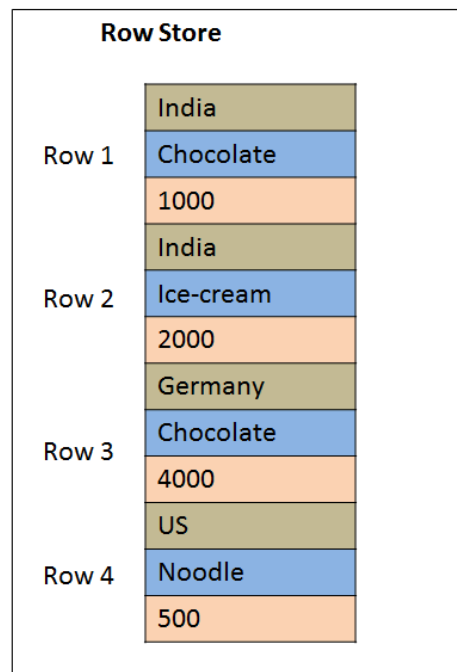 Row Store
India
Row 1 Chocolate
1000
India
Row 2 Ice-cream
2000
Germany
Row 3 Chocolate
4000
US
Row 4 Noodle
500